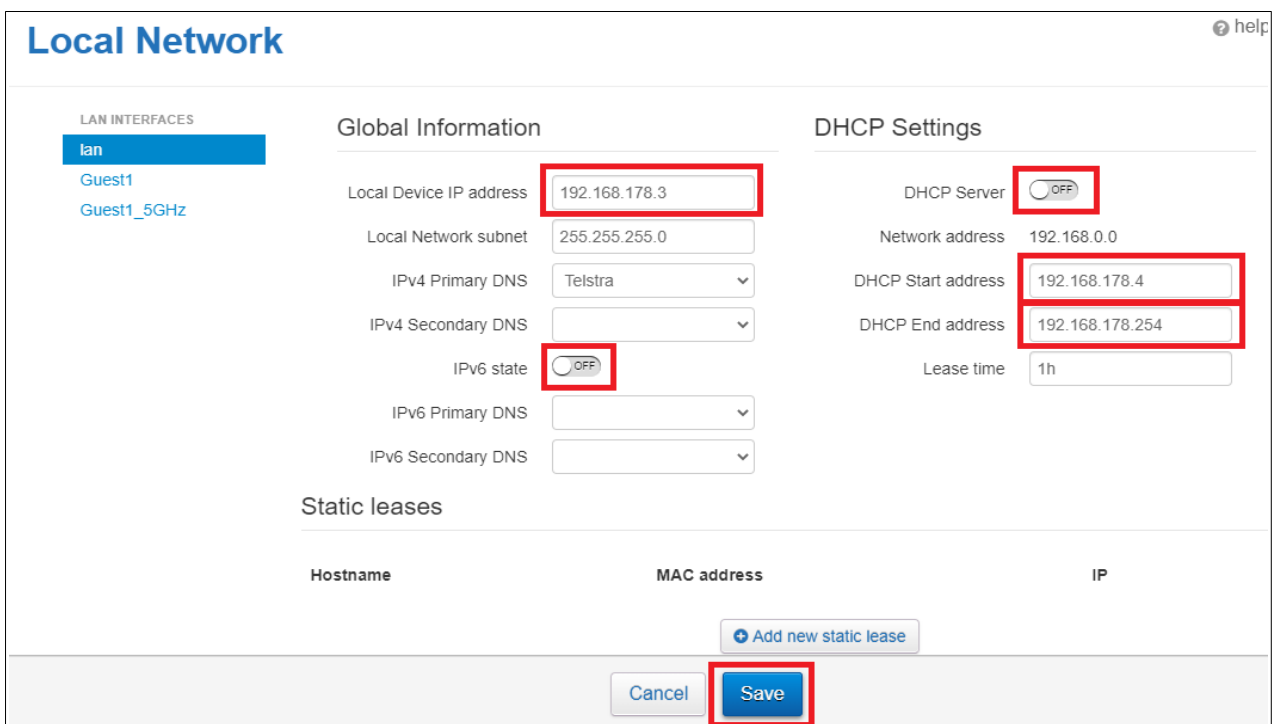 Local Network
help
LAN INTERFACES
lan
Guest1
Guest1_5GHz
Global Information
Local Device IP address 192.168.178.3
Local Network subnet 255.255.255.0
IPv4 Primary DNS Telstra
IPv4 Secondary DNS
IPv6 state OFF
IPv6 Primary DNS
IPv6 Secondary DNS
DHCP Settings
DHCP Server OFF
Network address 192.168.0.0
DHCP Start address 192.168.178.4
DHCP End address 192.168.178.254
Lease time 1h
Static leases
Hostname MAC address IP
Add new static lease
Cancel Save